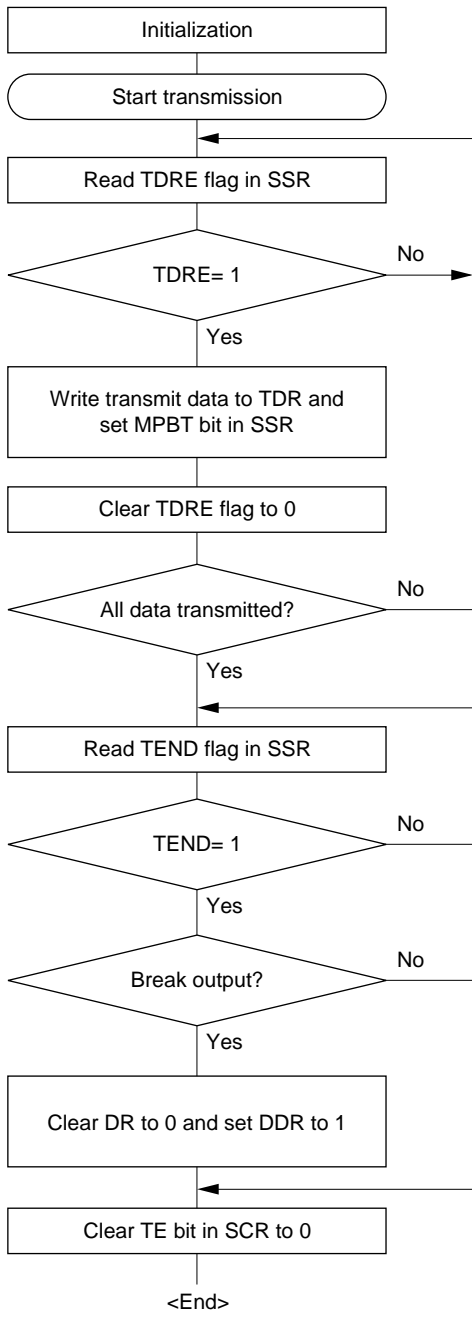 Initialization
Start transmission
Read TDRE flag in SSR
TDRE= 1
No
Yes
Write transmit data to TDR and
set MPBT bit in SSR
Clear TDRE flag to 0
All data transmitted?
No
Yes
Read TEND flag in SSR
TEND= 1
No
Yes
Break output?
No
Yes
Clear DR to 0 and set DDR to 1
Clear TE bit in SCR to 0
<End>